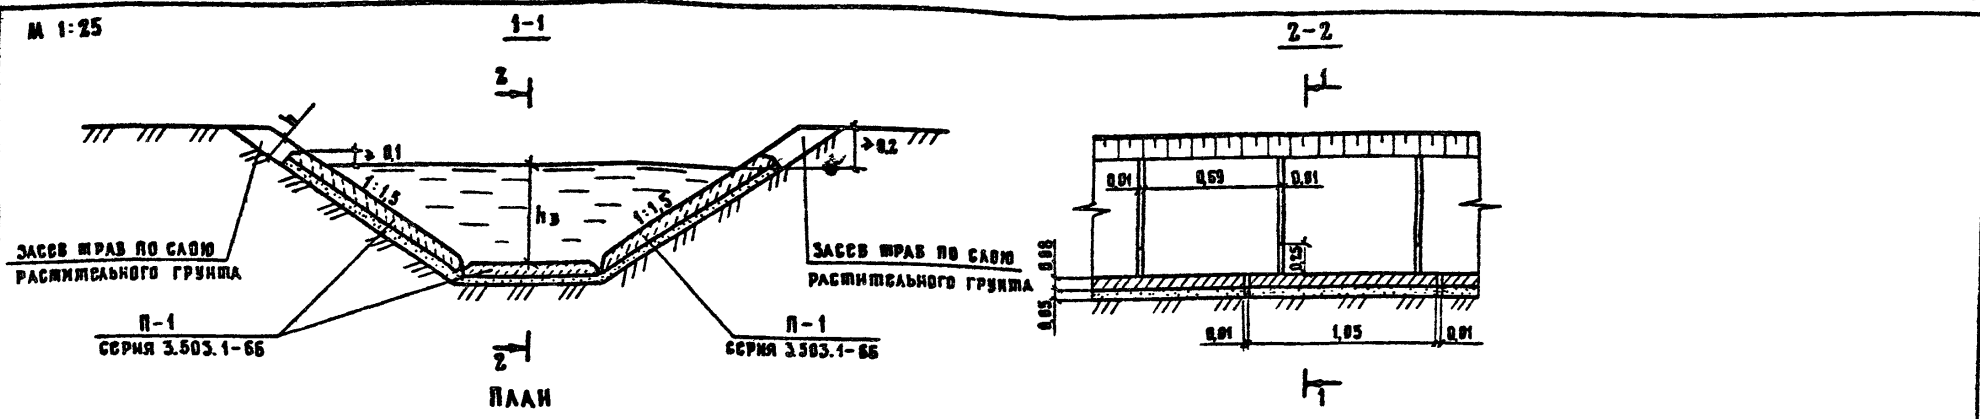 М 1:25
1-1
2-2
2
1
h
≥ 0,1
≥ 0,2
1:1,5
hз
1:1,5
0,01
0,69
0,01
ЗАСЕВ ТРАВ ПО СЛОЮ
РАСТИТЕЛЬНОГО ГРУНТА
ЗАСЕВ ТРАВ ПО СЛОЮ
РАСТИТЕЛЬНОГО ГРУНТА
0,08
0,25
0,05
П-1
СЕРИЯ 3.503.1-66
П-1
СЕРИЯ 3.503.1-66
0,01
1,05
0,01
2
1
ПЛАН